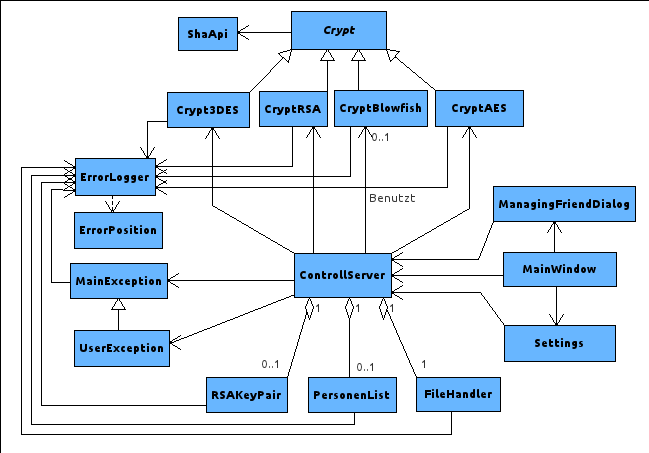 Crypt
ShaApi
Crypt3DES
CryptRSA
CryptBlowfish
CryptAES
0..1
ErrorLogger
Benutzt
ManagingFriendDialog
ErrorPosition
MainException
ControllServer
MainWindow
1
1
1
UserException
Settings
0..1
0..1
1
RSAKeyPair
PersonenList
FileHandler